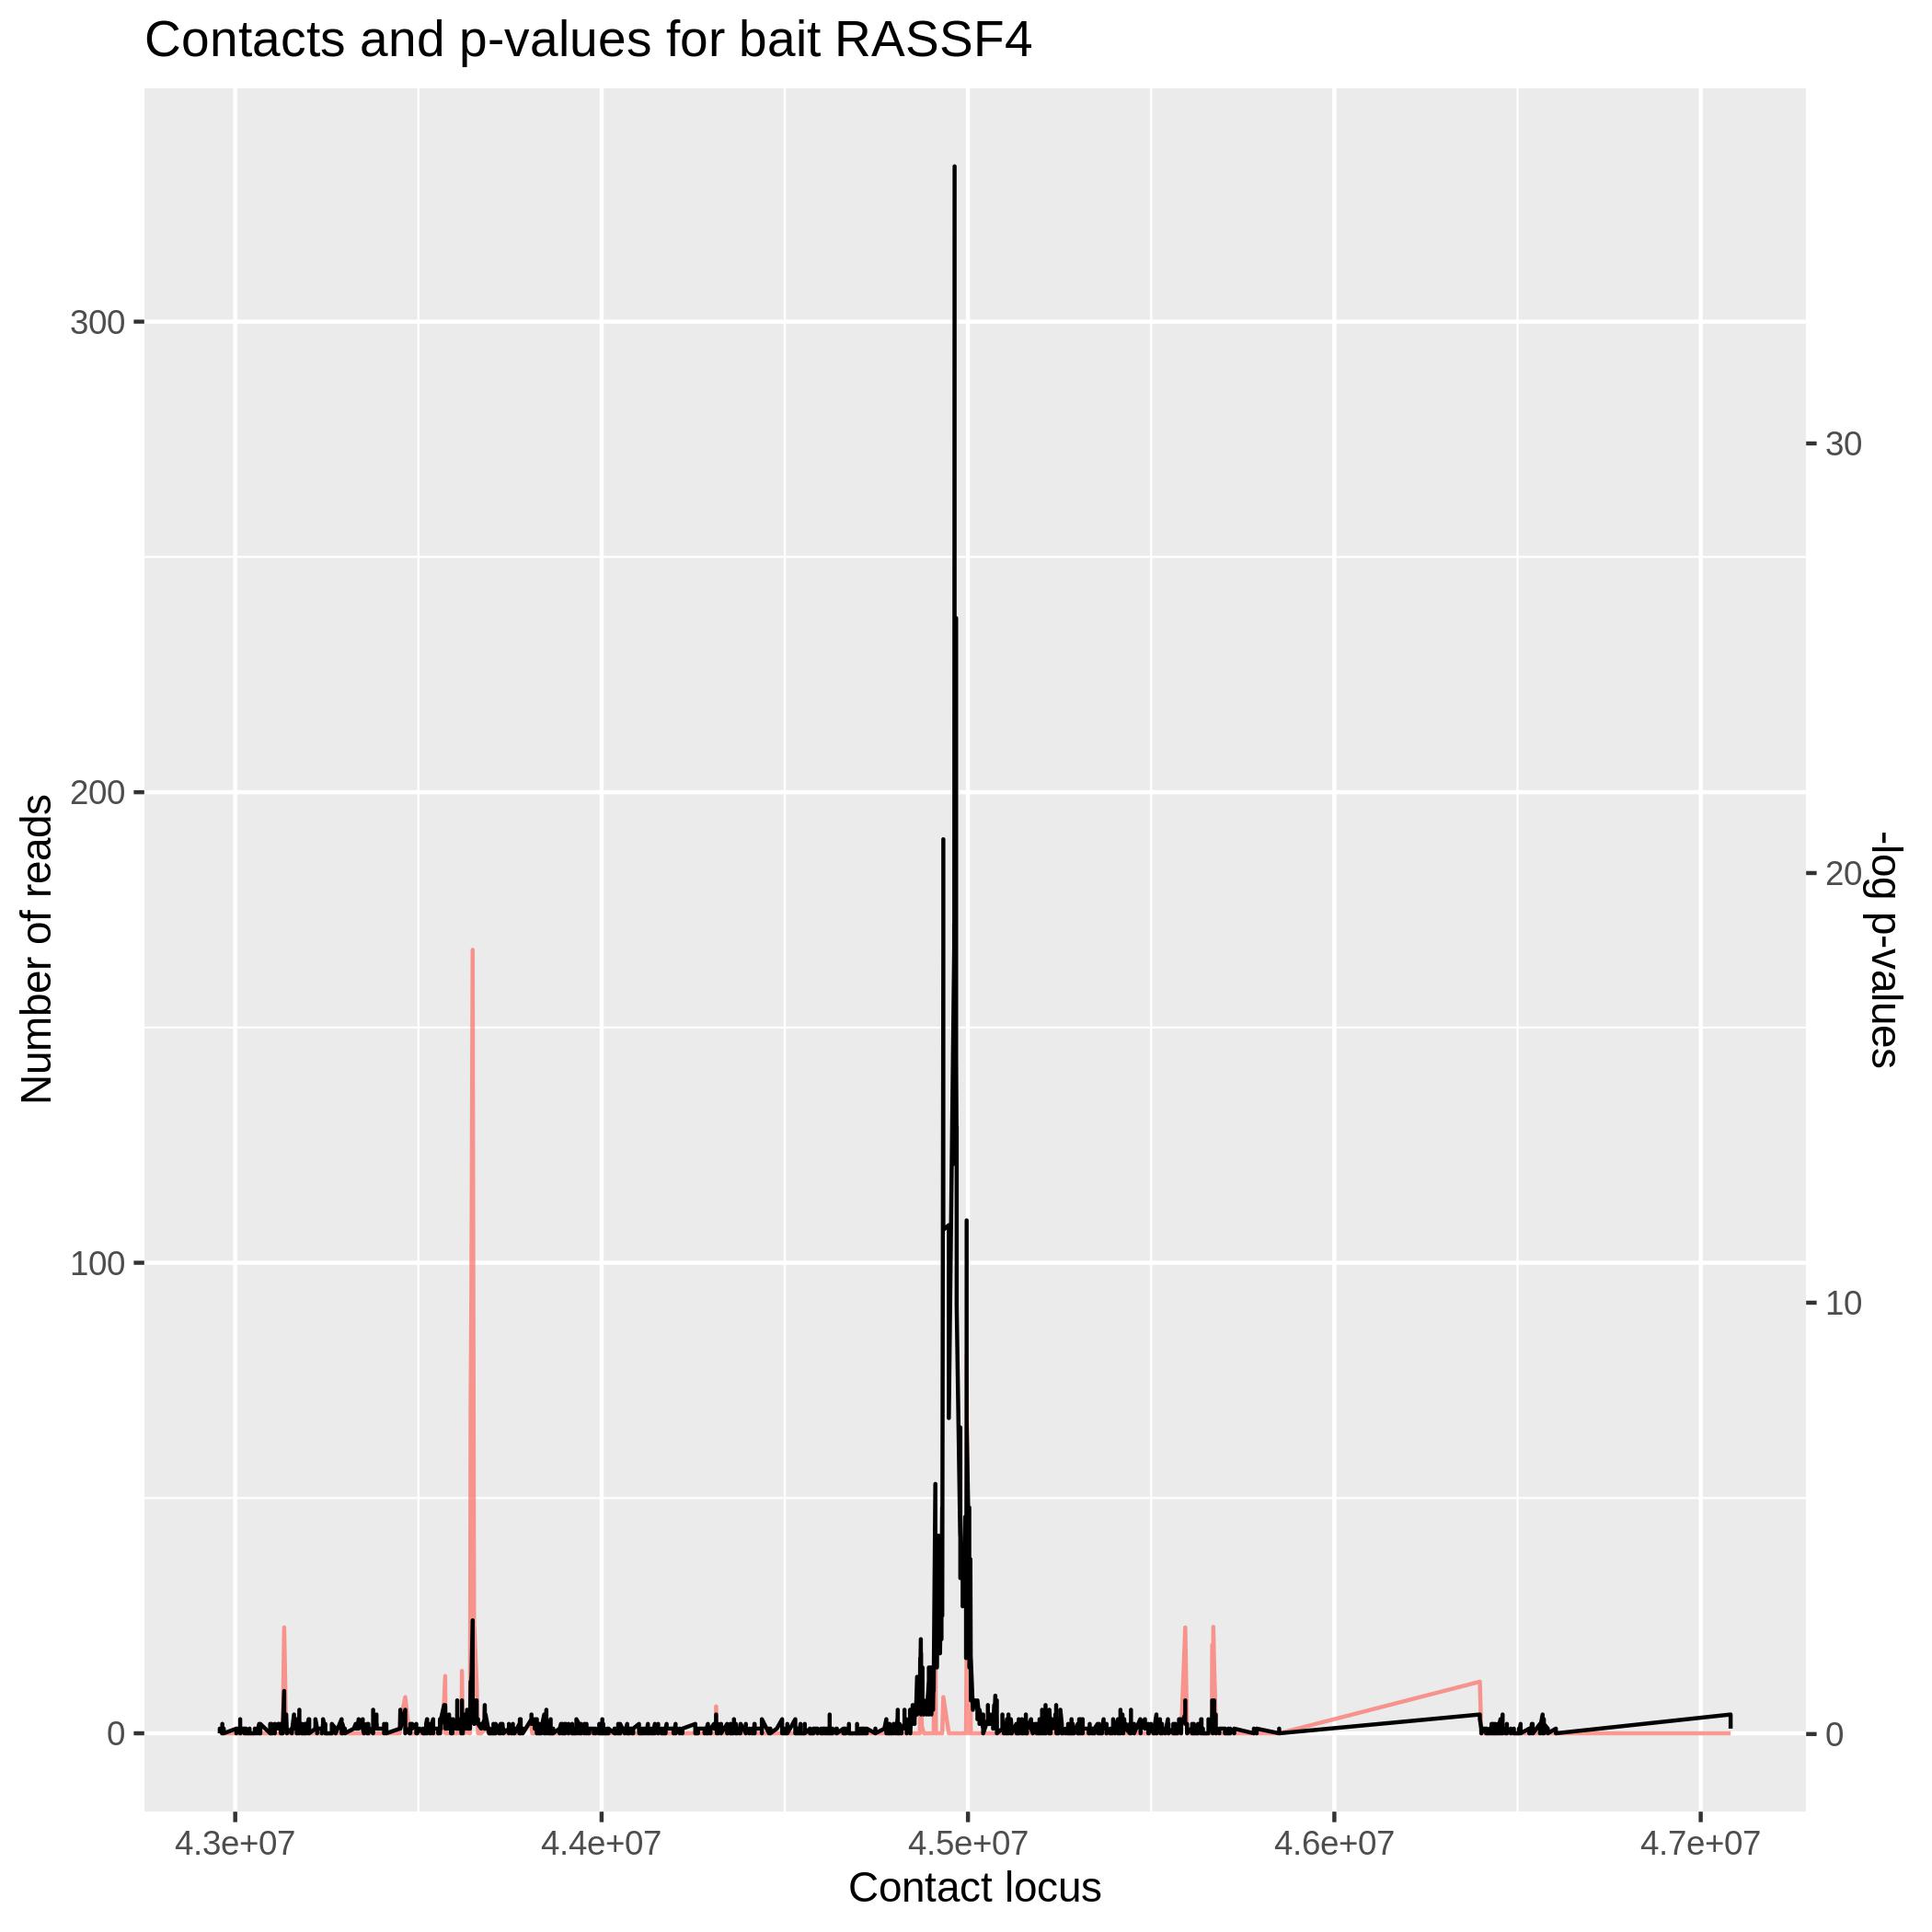 Contacts and p-values for bait RASSF4
Number of reads
300
200
100
0
30
20
10
0
-log p-values
4.3e+07
4.4e+07
4.5e+07
4.6e+07
4.7e+07
Contact locus